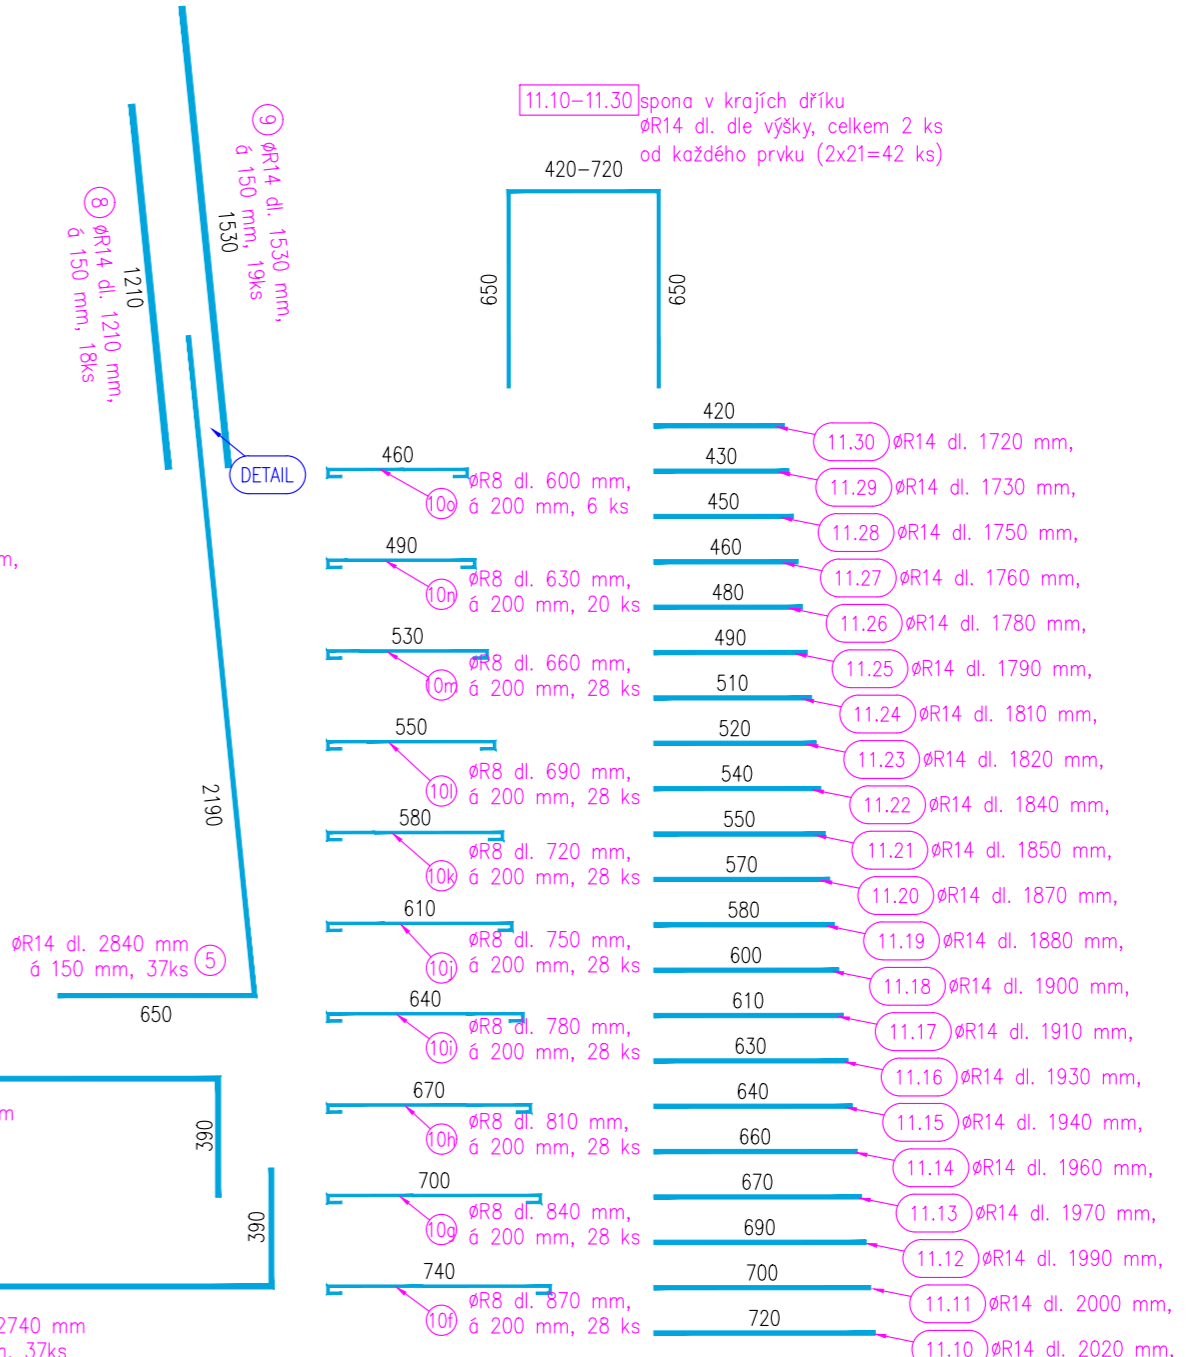 11.10–11.30 spona v krajích dříku
øR14 dl. dle výšky, celkem 2 ks
od každého prvku (2x21=42 ks)
420–720
650
650
9 øR14 dl. 1530 mm,
á 150 mm, 19ks
1530
8 øR14 dl. 1210 mm,
á 150 mm, 18ks
1210
DETAIL
2190
øR14 dl. 2840 mm
á 150 mm, 37ks
5
650
m,
m
390
390
2740 mm
37ks
460
10o
øR8 dl. 600 mm,
á 200 mm, 6 ks
490
10n
øR8 dl. 630 mm,
á 200 mm, 20 ks
530
10m
øR8 dl. 660 mm,
á 200 mm, 28 ks
550
10l
øR8 dl. 690 mm,
á 200 mm, 28 ks
580
10k
øR8 dl. 720 mm,
á 200 mm, 28 ks
610
10j
øR8 dl. 750 mm,
á 200 mm, 28 ks
640
10i
øR8 dl. 780 mm,
á 200 mm, 28 ks
670
10h
øR8 dl. 810 mm,
á 200 mm, 28 ks
700
10g
øR8 dl. 840 mm,
á 200 mm, 28 ks
740
10f
øR8 dl. 870 mm,
á 200 mm, 28 ks
420
11.30 øR14 dl. 1720 mm,
430
11.29 øR14 dl. 1730 mm,
450
11.28 øR14 dl. 1750 mm,
460
11.27 øR14 dl. 1760 mm,
480
11.26 øR14 dl. 1780 mm,
490
11.25 øR14 dl. 1790 mm,
510
11.24 øR14 dl. 1810 mm,
520
11.23 øR14 dl. 1820 mm,
540
11.22 øR14 dl. 1840 mm,
550
11.21 øR14 dl. 1850 mm,
570
11.20 øR14 dl. 1870 mm,
580
11.19 øR14 dl. 1880 mm,
600
11.18 øR14 dl. 1900 mm,
610
11.17 øR14 dl. 1910 mm,
630
11.16 øR14 dl. 1930 mm,
640
11.15 øR14 dl. 1940 mm,
660
11.14 øR14 dl. 1960 mm,
670
11.13 øR14 dl. 1970 mm,
690
11.12 øR14 dl. 1990 mm,
700
11.11 øR14 dl. 2000 mm,
720
11.10 øR14 dl. 2020 mm,